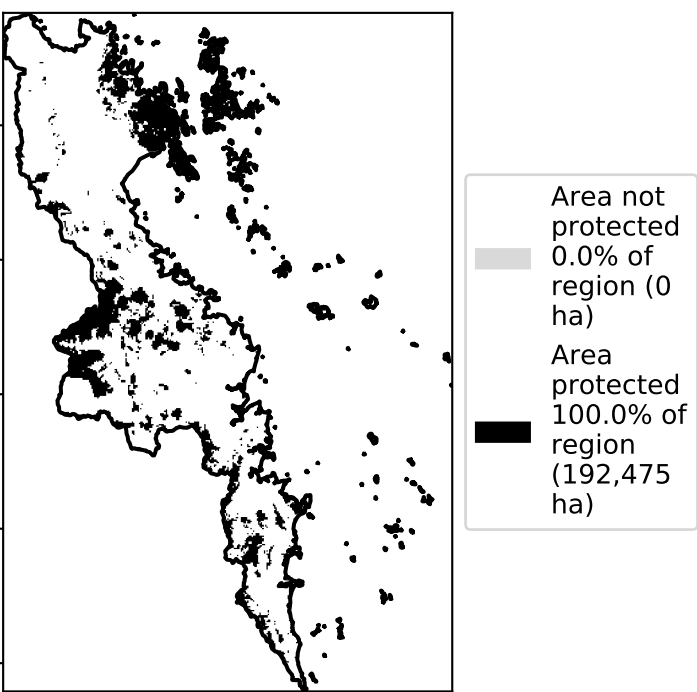 Area not
protected
0.0% of
region (0
ha)
Area
protected
100.0% of
region
(192,475
ha)